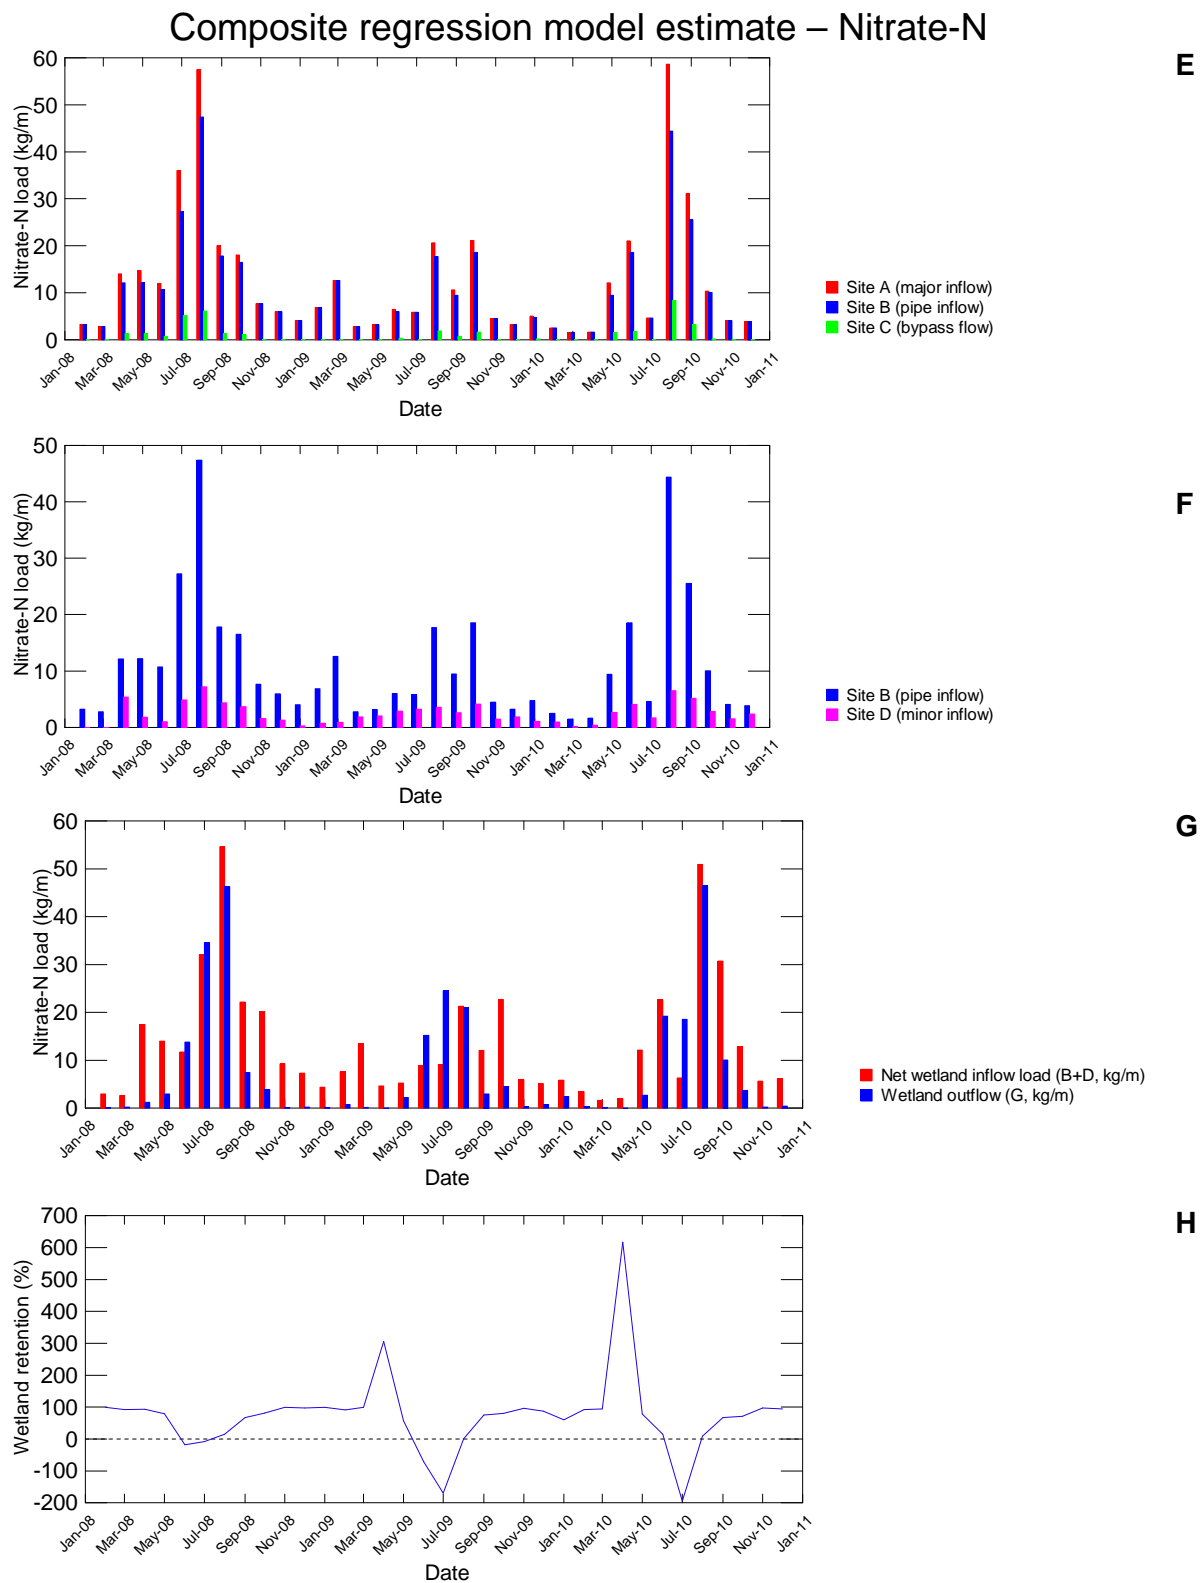 Composite regression model estimate – Nitrate-N
E
60
50
40
30
20
10
0
Nitrate-N load (kg/m)
Jan-08
Mar-08
May-08
Jul-08
Sep-08
Nov-08
Jan-09
Mar-09
May-09
Jul-09
Sep-09
Nov-09
Jan-10
Mar-10
May-10
Jul-10
Sep-10
Nov-10
Jan-11
Date
Site A (major inflow)
Site B (pipe inflow)
Site C (bypass flow)
F
50
40
30
20
10
0
Nitrate-N load (kg/m)
Jan-08
Mar-08
May-08
Jul-08
Sep-08
Nov-08
Jan-09
Mar-09
May-09
Jul-09
Sep-09
Nov-09
Jan-10
Mar-10
May-10
Jul-10
Sep-10
Nov-10
Jan-11
Date
Site B (pipe inflow)
Site D (minor inflow)
G
60
50
40
30
20
10
0
Nitrate-N load (kg/m)
Jan-08
Mar-08
May-08
Jul-08
Sep-08
Nov-08
Jan-09
Mar-09
May-09
Jul-09
Sep-09
Nov-09
Jan-10
Mar-10
May-10
Jul-10
Sep-10
Nov-10
Jan-11
Date
Net wetland inflow load (B+D, kg/m)
Wetland outflow (G, kg/m)
H
700
600
500
400
300
200
100
0
-100
-200
Wetland retention (%)
Jan-08
Mar-08
May-08
Jul-08
Sep-08
Nov-08
Jan-09
Mar-09
May-09
Jul-09
Sep-09
Nov-09
Jan-10
Mar-10
May-10
Jul-10
Sep-10
Nov-10
Jan-11
Date